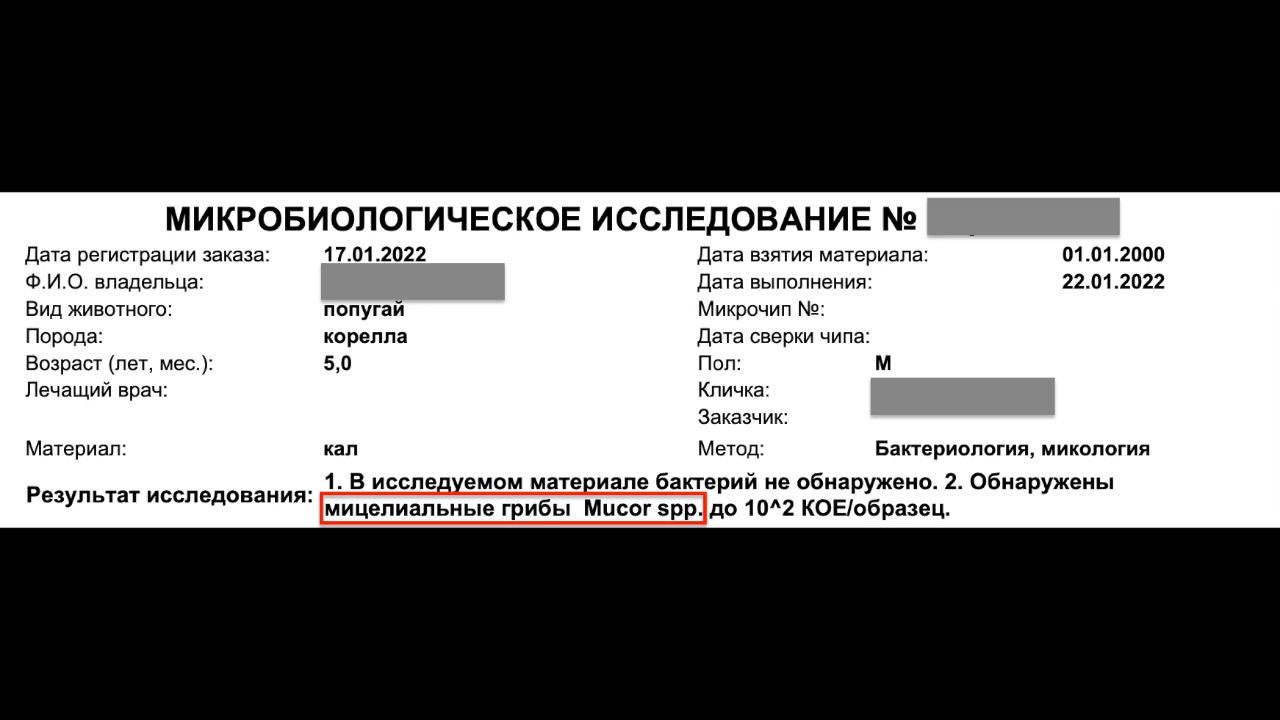 МИКРОБИОЛОГИЧЕСКОЕ ИССЛЕДОВАНИЕ №
Дата регистрации заказа: 17.01.2022 Дата взятия материала: 01.01.2000
Ф.И.О. владельца: Дата выполнения: 22.01.2022
Вид животного: попугай Микрочип №:
Порода: корелла Дата сверки чипа:
Возраст (лет, мес.): 5,0 Пол: М
Лечащий врач: Кличка:
Заказчик:
Материал: кал Метод: Бактериология, микология
Результат исследования: 1. В исследуемом материале бактерий не обнаружено. 2. Обнаружены
мицелиальные грибы Mucor spp. до 10^2 КОЕ/образец.